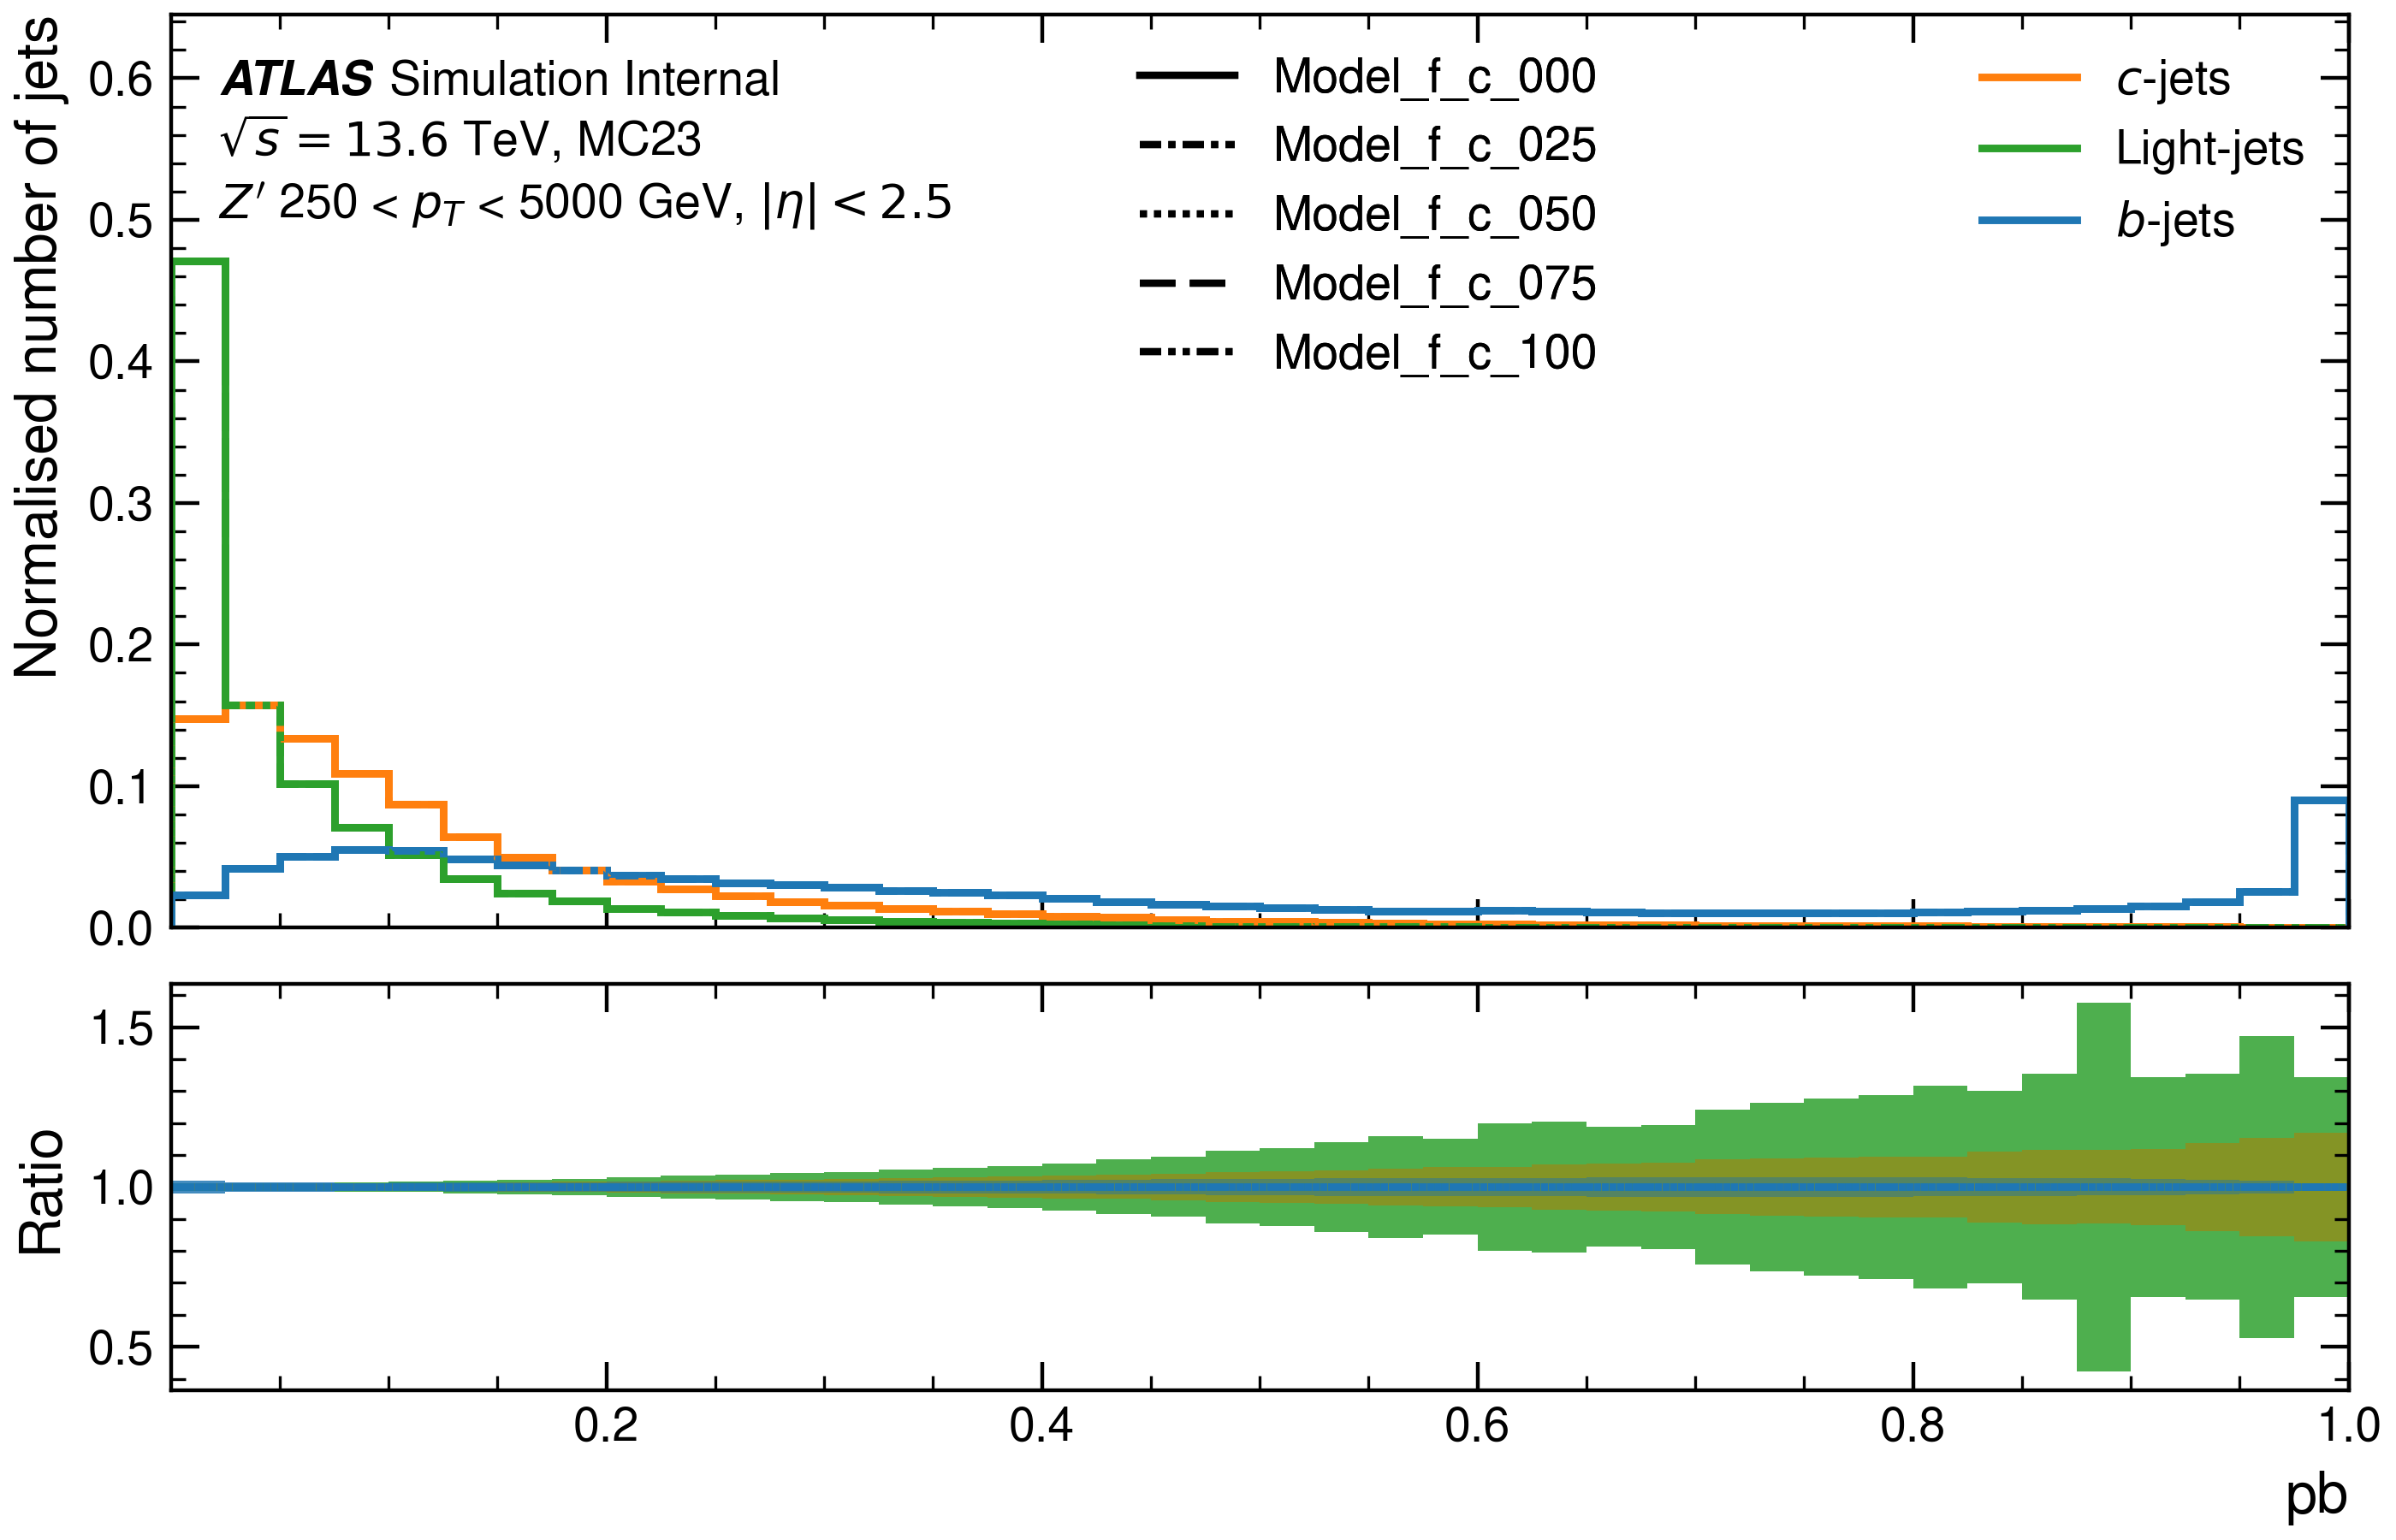 Normalised number of jets
ATLAS Simulation Internal
√s = 13.6 TeV, MC23
Z′ 250 < p_T < 5000 GeV, |η| < 2.5
Model_f_c_000
Model_f_c_025
Model_f_c_050
Model_f_c_075
Model_f_c_100
c-jets
Light-jets
b-jets
0.6
0.5
0.4
0.3
0.2
0.1
0.0
Ratio
1.5
1.0
0.5
0.2 0.4 0.6 0.8 1.0
pb